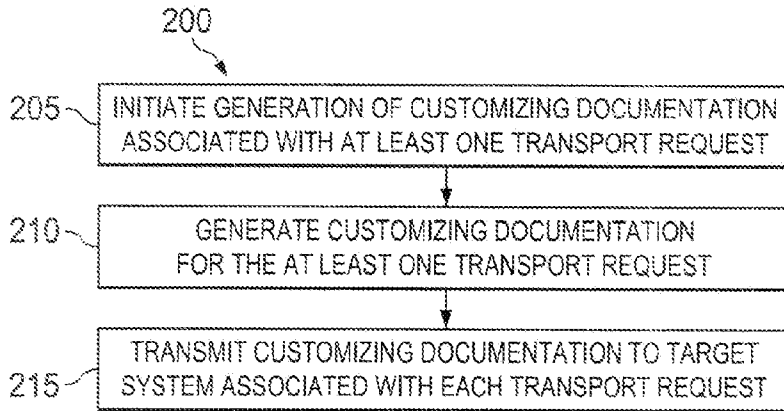 200
205
INITIATE GENERATION OF CUSTOMIZING DOCUMENTATION
ASSOCIATED WITH AT LEAST ONE TRANSPORT REQUEST
210
GENERATE CUSTOMIZING DOCUMENTATION
FOR THE AT LEAST ONE TRANSPORT REQUEST
215
TRANSMIT CUSTOMIZING DOCUMENTATION TO TARGET
SYSTEM ASSOCIATED WITH EACH TRANSPORT REQUEST